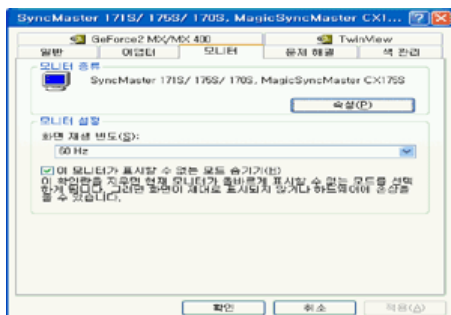 SyncMaster 171S/ 175S/ 170S, MagicSyncMaster CX1...
GeForce2 MX/MX 400
TwinView
일반
어댑터
모니터
문제 해결
색 관리
모니터 종류
SyncMaster 171S/ 175S/ 170S, MagicSyncMaster CX175S
속성(P)
모니터 설정
화면 재생 빈도(S):
60 Hz
이 모니터가 표시할 수 없는 모드 숨기기(H)
이 확인란을 지우면 현재 모니터가 올바르게 표시할 수 없는 모드를 선택
하게 됩니다. 그러면 화면이 제대로 표시되지 않거나 하드웨어에 손상을
줄 수 있습니다.
확인
취소
적용(A)